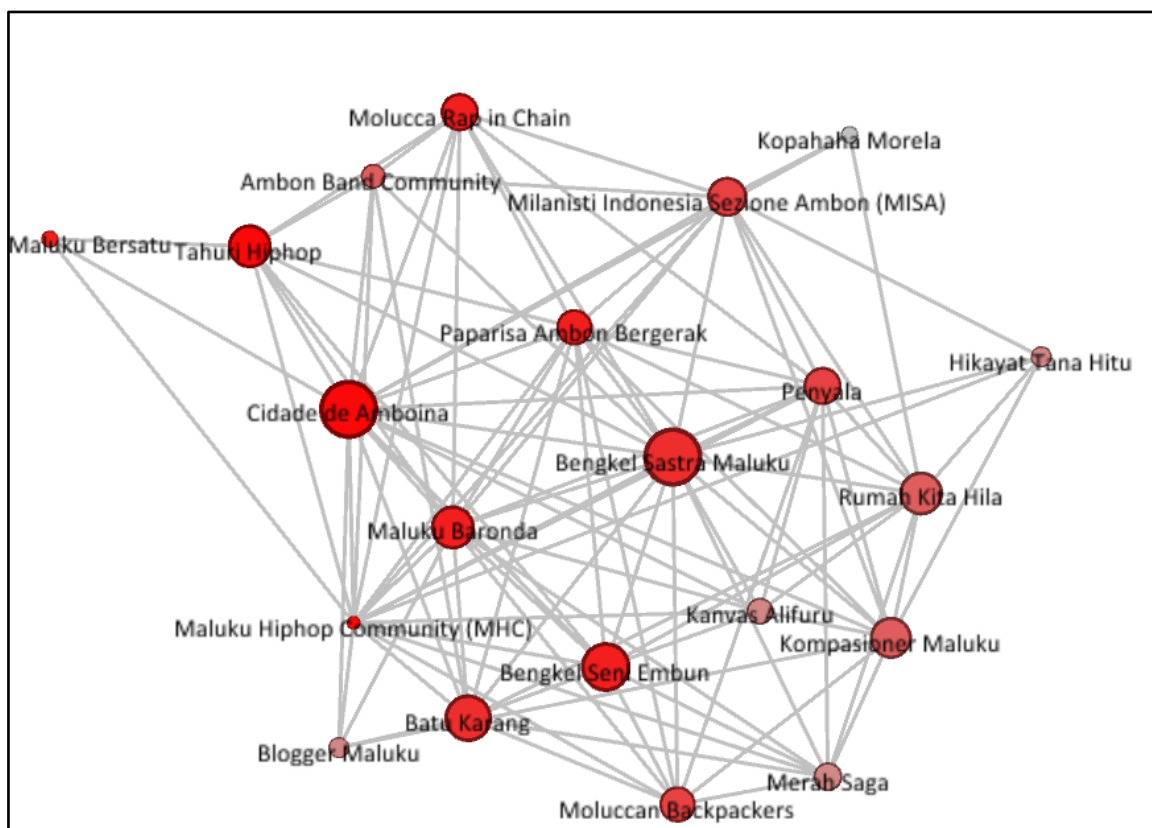 Molucca Rap in Chain
Kopahaha Morela
Ambon Band Community
Milanisti Indonesia Sezione Ambon (MISA)
Maluku Bersatu
Tahuri Hiphop
Paparisa Ambon Bergerak
Hikayat Tana Hitu
Penyala
Cidade de Amboina
Bengkel Sastra Maluku
Rumah Kita Hila
Maluku Baronda
Kanvas Alifuru
Maluku Hiphop Community (MHC)
Kompasioner Maluku
Bengkel Seni Embun
Batu Karang
Blogger Maluku
Merah Saga
Moluccan Backpackers